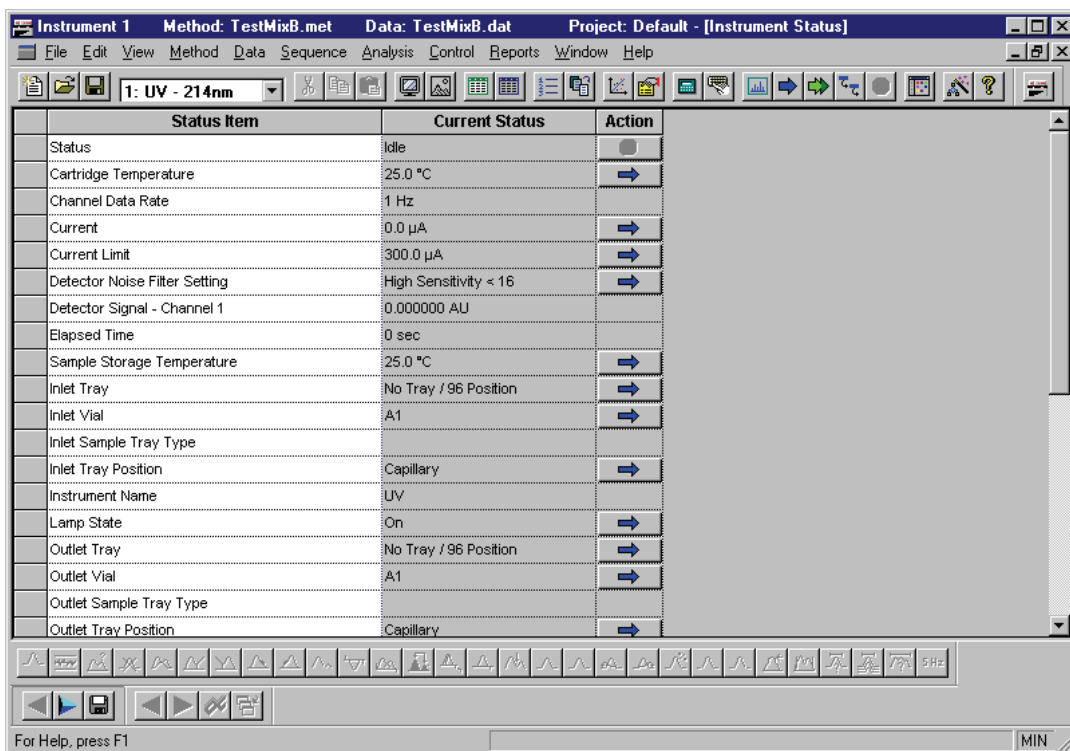 Instrument 1 Method: TestMixB.met Data: TestMixB.dat Project: Default - [Instrument Status]
File Edit View Method Data Sequence Analysis Control Reports Window Help
1: UV - 214nm
Status Item Current Status Action
Status Idle
Cartridge Temperature 25.0 °C
Channel Data Rate 1 Hz
Current 0.0 µA
Current Limit 300.0 µA
Detector Noise Filter Setting High Sensitivity < 16
Detector Signal - Channel 1 0.000000 AU
Elapsed Time 0 sec
Sample Storage Temperature 25.0 °C
Inlet Tray No Tray / 96 Position
Inlet Vial A1
Inlet Sample Tray Type
Inlet Tray Position Capillary
Instrument Name UV
Lamp State On
Outlet Tray No Tray / 96 Position
Outlet Vial A1
Outlet Sample Tray Type
Outlet Tray Position Capillary
5 Hz
For Help, press F1 MIN